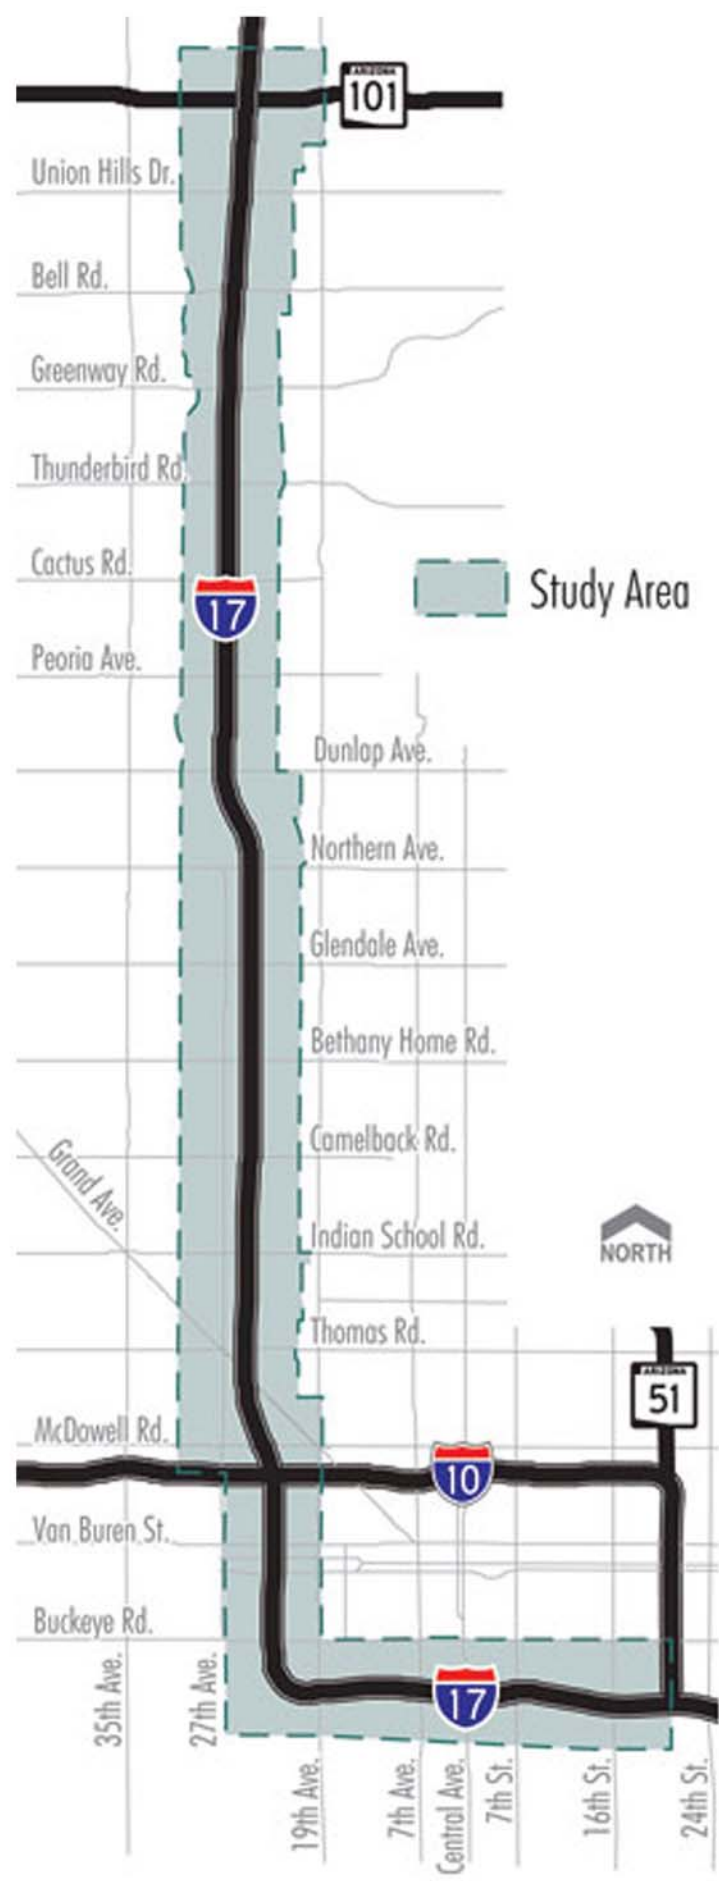 ARIZONA
101
Union Hills Dr.
Bell Rd.
Greenway Rd.
Thunderbird Rd.
Cactus Rd.
17
Study Area
Peoria Ave.
Dunlap Ave.
Northern Ave.
Glendale Ave.
Bethany Home Rd.
Camelback Rd.
Grand Ave.
Indian School Rd.
NORTH
Thomas Rd.
ARIZONA
51
McDowell Rd.
10
Van Buren St.
Buckeye Rd.
17
35th Ave.
27th Ave.
19th Ave.
7th Ave.
Central Ave.
7th St.
16th St.
24th St.